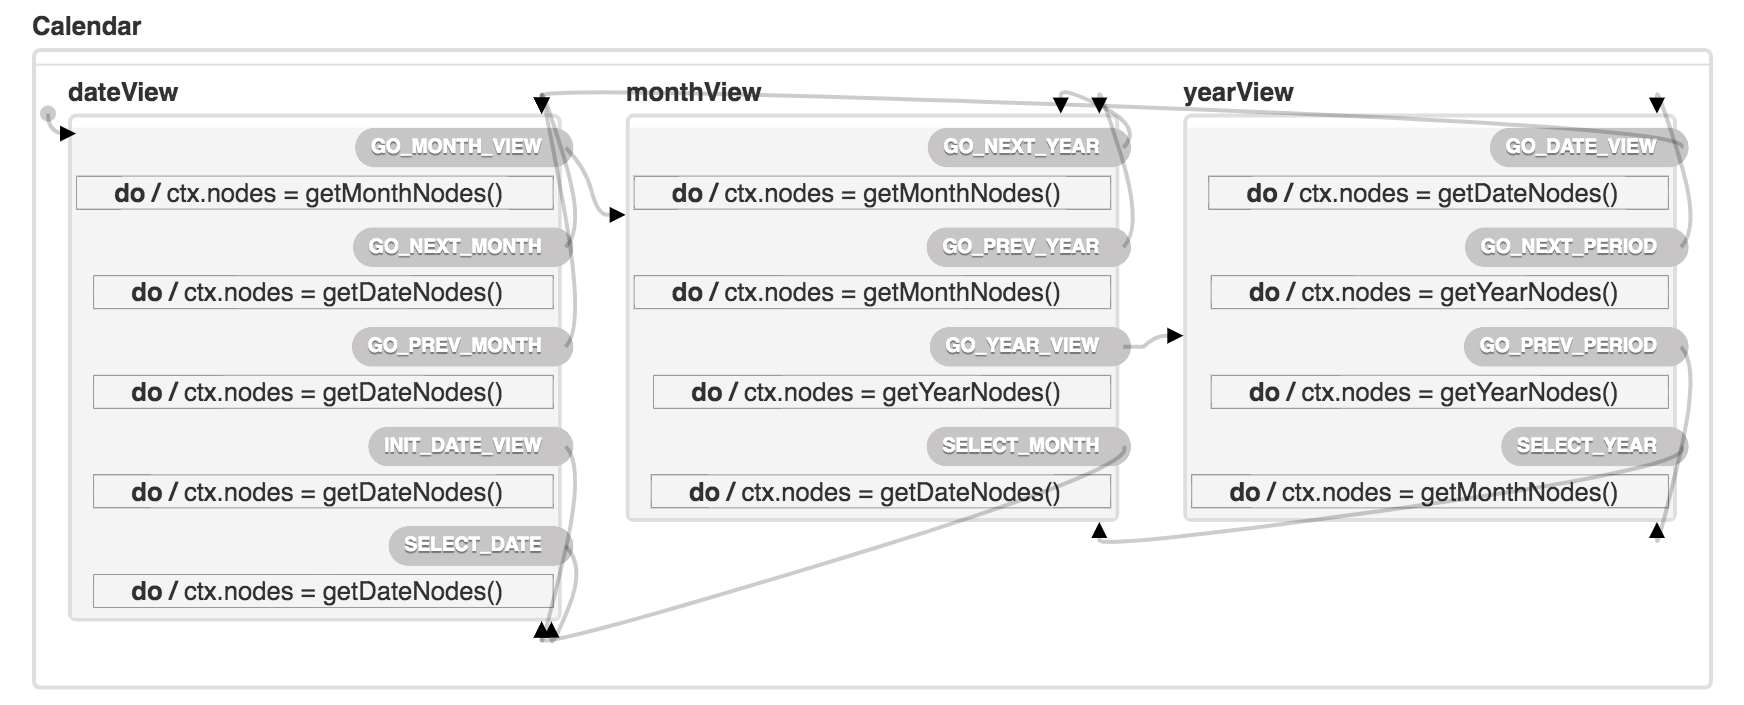 Calendar
dateView
GO_MONTH_VIEW
do / ctx.nodes = getMonthNodes()
GO_NEXT_MONTH
do / ctx.nodes = getDateNodes()
GO_PREV_MONTH
do / ctx.nodes = getDateNodes()
INIT_DATE_VIEW
do / ctx.nodes = getDateNodes()
SELECT_DATE
do / ctx.nodes = getDateNodes()
monthView
GO_NEXT_YEAR
do / ctx.nodes = getMonthNodes()
GO_PREV_YEAR
do / ctx.nodes = getMonthNodes()
GO_YEAR_VIEW
do / ctx.nodes = getYearNodes()
SELECT_MONTH
do / ctx.nodes = getDateNodes()
yearView
GO_DATE_VIEW
do / ctx.nodes = getDateNodes()
GO_NEXT_PERIOD
do / ctx.nodes = getYearNodes()
GO_PREV_PERIOD
do / ctx.nodes = getYearNodes()
SELECT_YEAR
do / ctx.nodes = getMonthNodes()